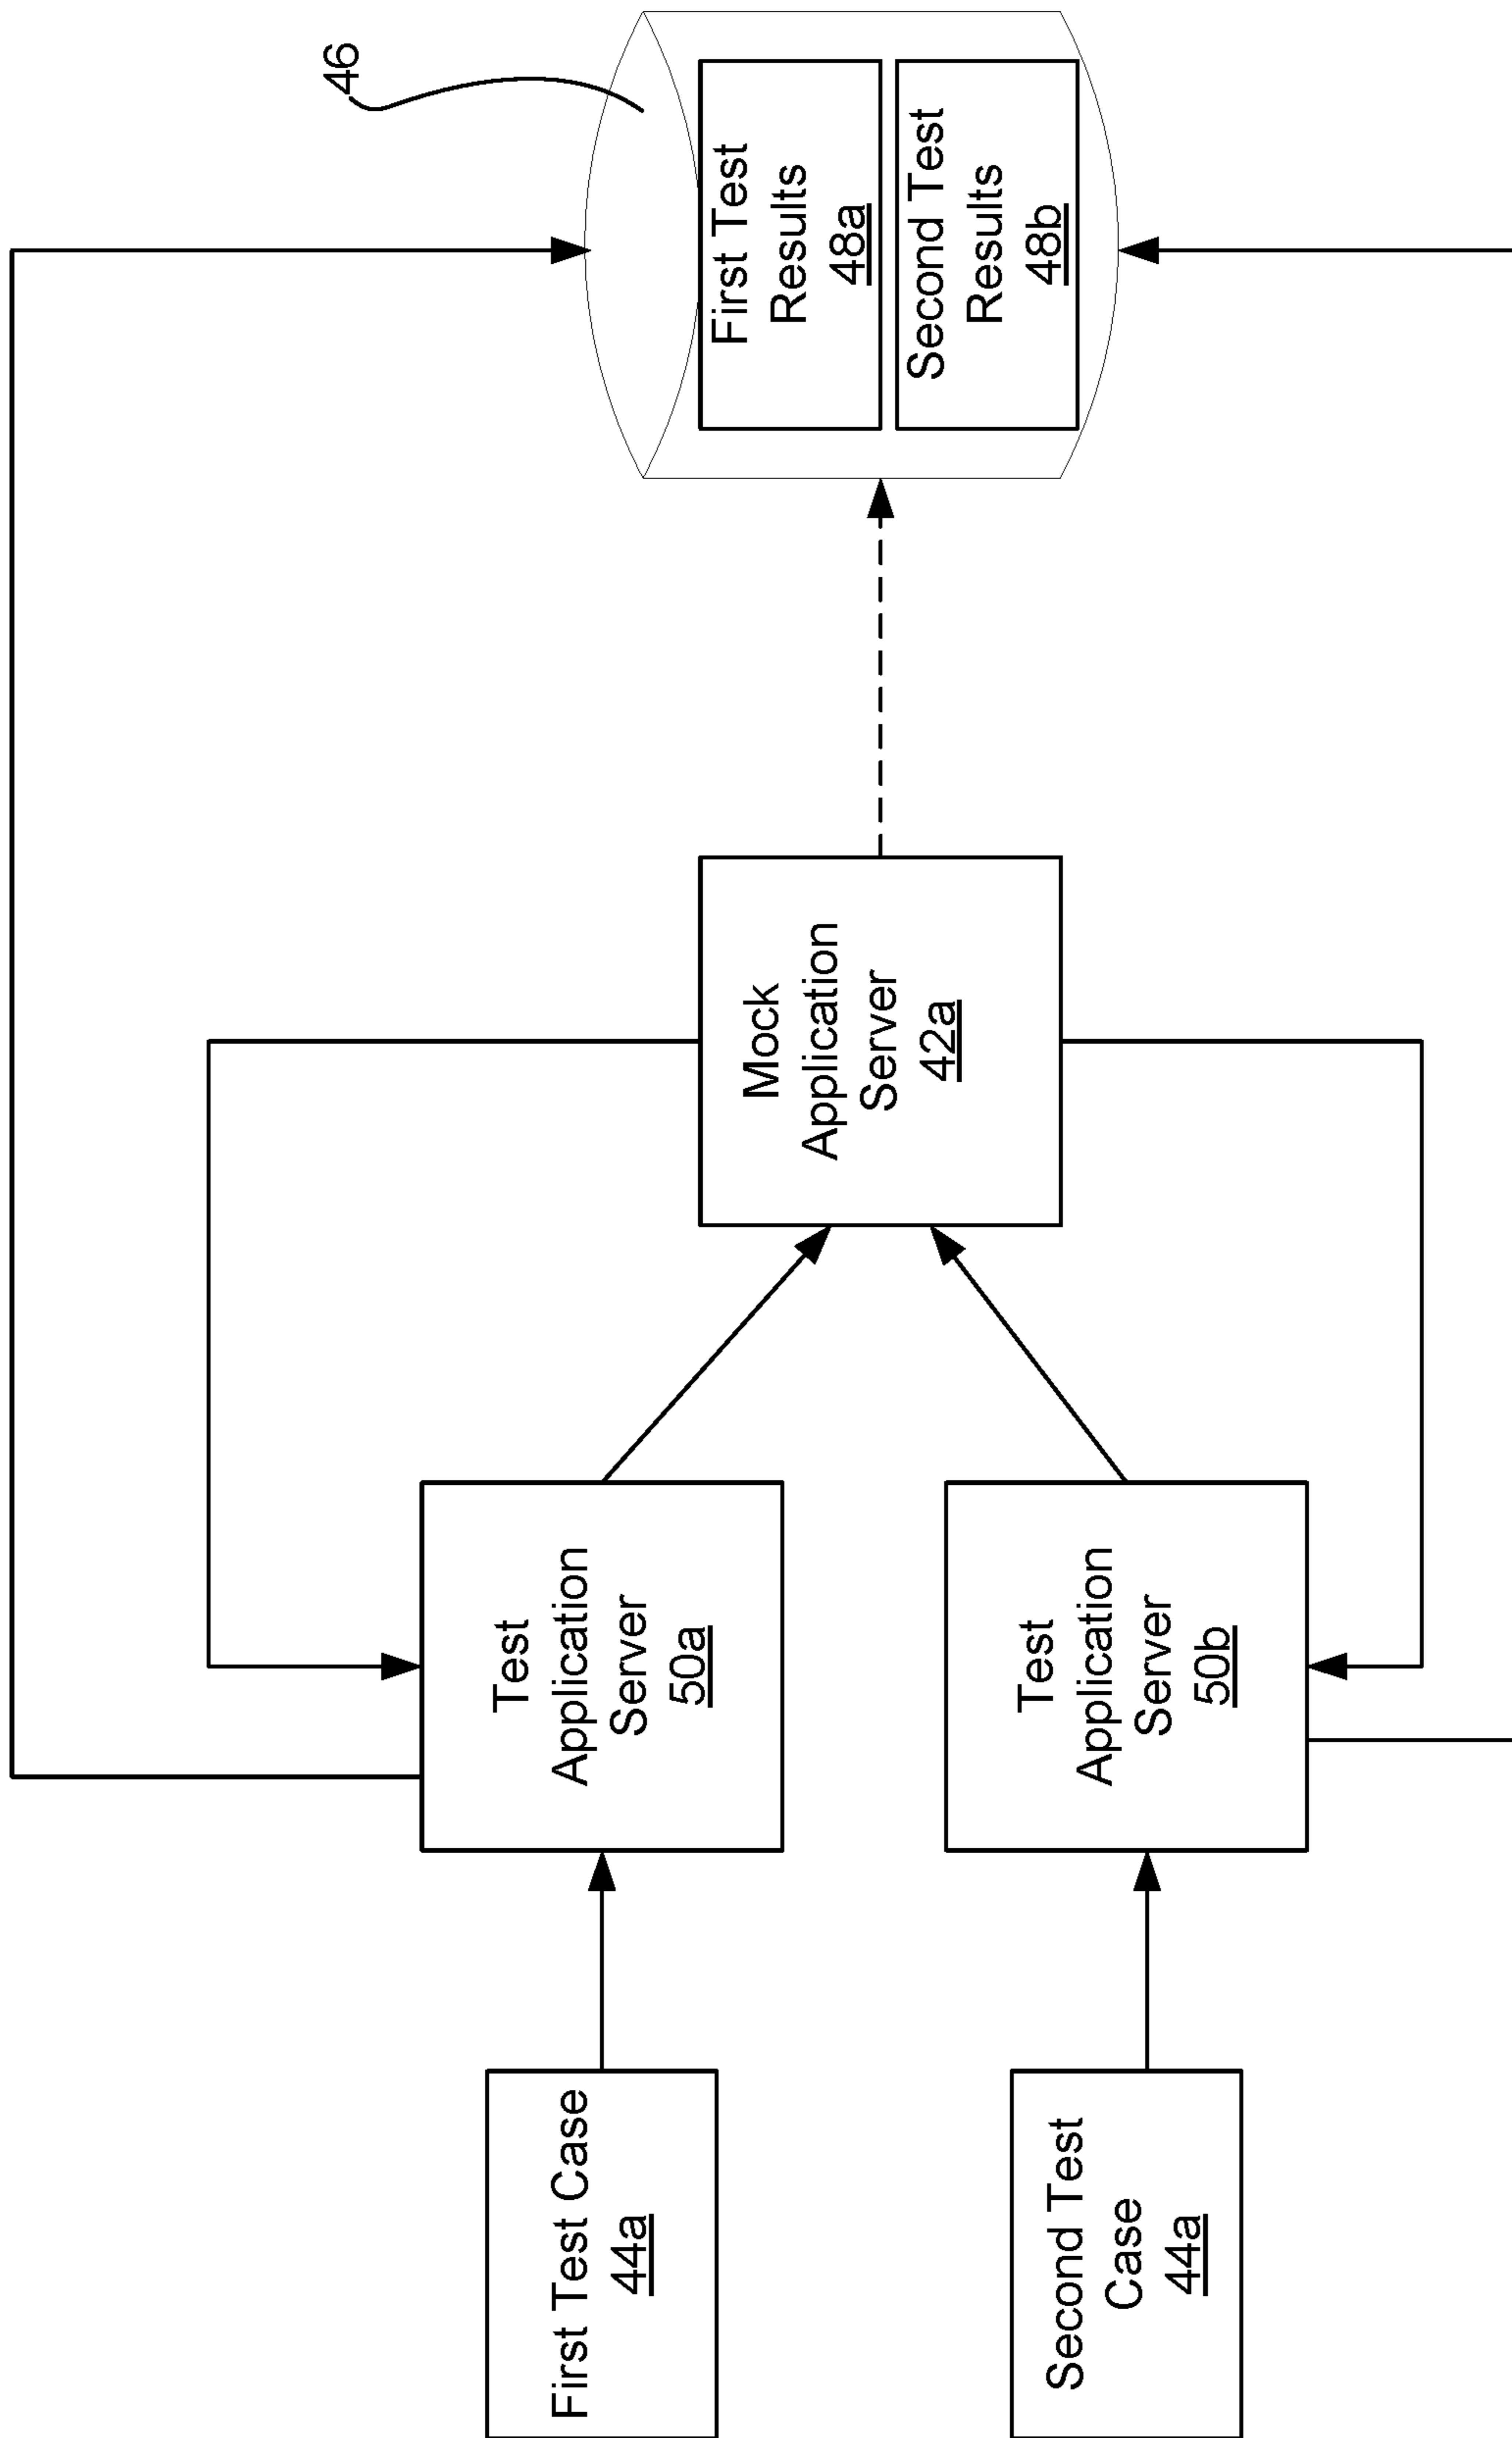 First Test Case
44a
Second Test
Case
44a
Test
Application
Server
50a
Test
Application
Server
50b
Mock
Application
Server
42a
46
First Test
Results
48a
Second Test
Results
48b